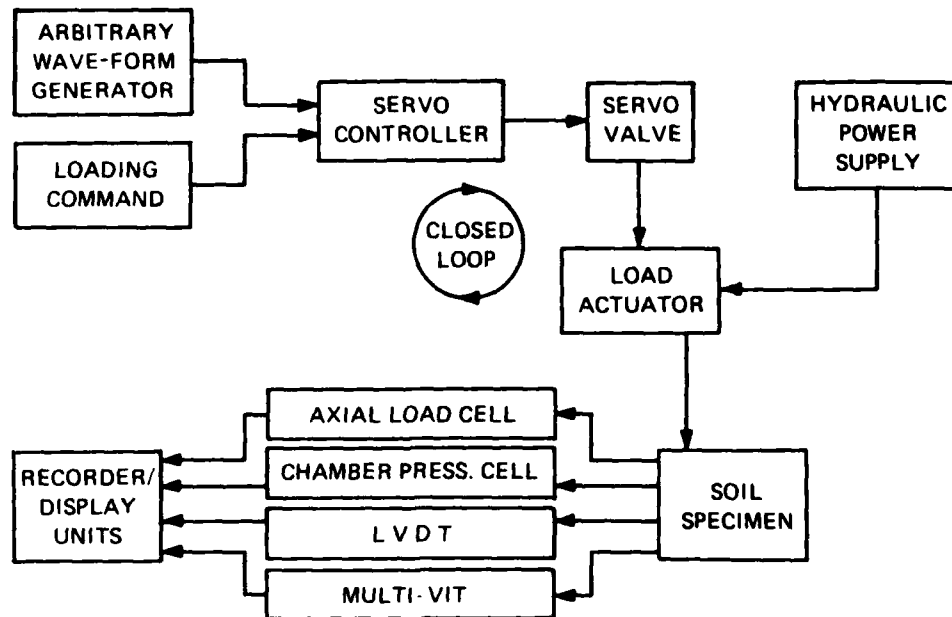 ARBITRARY
WAVE-FORM
GENERATOR
LOADING
COMMAND
SERVO
CONTROLLER
SERVO
VALVE
HYDRAULIC
POWER
SUPPLY
CLOSED
LOOP
LOAD
ACTUATOR
AXIAL LOAD CELL
CHAMBER PRESS. CELL
L V D T
MULTI-VIT
RECORDER/
DISPLAY
UNITS
SOIL
SPECIMEN